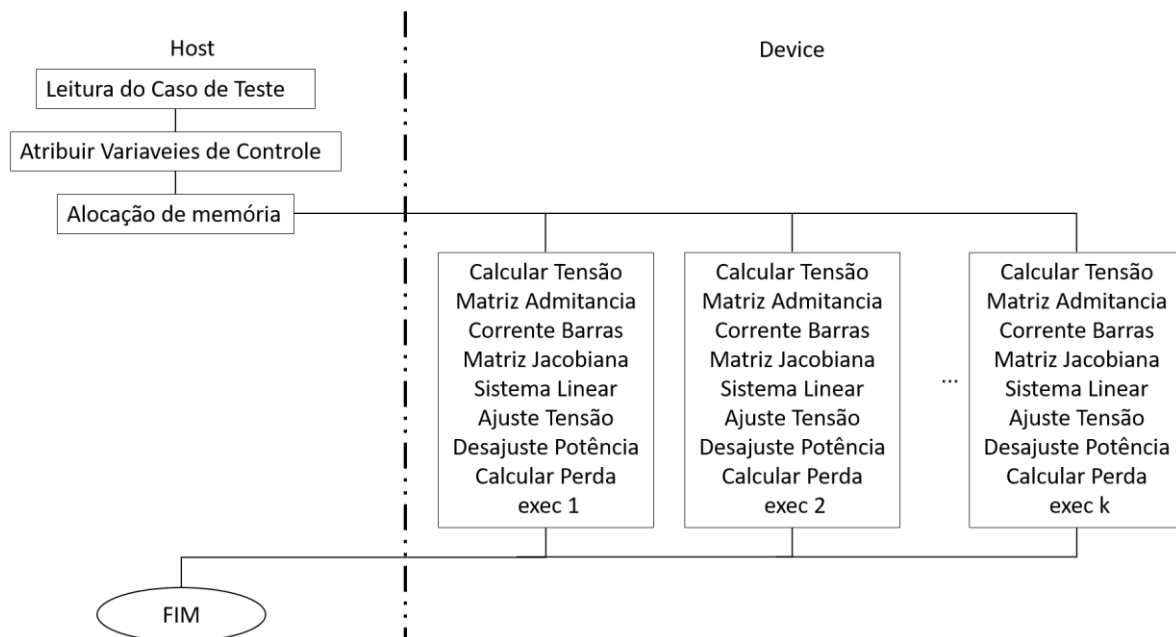 Host
Device
Leitura do Caso de Teste
Atribuir Variaveies de Controle
Alocação de memória
Calcular Tensão
Matriz Admitancia
Corrente Barras
Matriz Jacobiana
Sistema Linear
Ajuste Tensão
Desajuste Potência
Calcular Perda
exec 1
Calcular Tensão
Matriz Admitancia
Corrente Barras
Matriz Jacobiana
Sistema Linear
Ajuste Tensão
Desajuste Potência
Calcular Perda
exec 2
...
Calcular Tensão
Matriz Admitancia
Corrente Barras
Matriz Jacobiana
Sistema Linear
Ajuste Tensão
Desajuste Potência
Calcular Perda
exec k
FIM